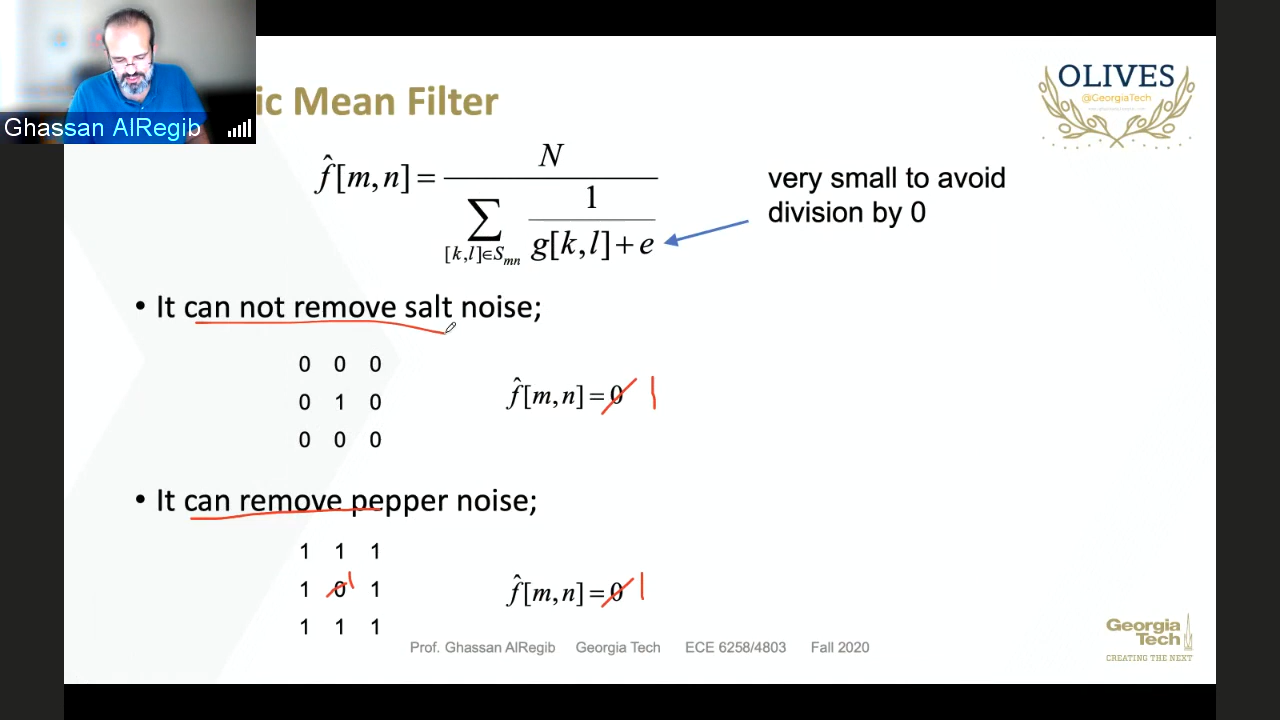 Ghassan AlRegib
ic Mean Filter
OLIVES
@GeorgiaTech
f̂[m,n] = N / ∑[k,l]∈Smn 1 / g[k,l]+e
very small to avoid
division by 0
• It can not remove salt noise;
0 0 0
0 1 0
0 0 0
f̂[m,n]=0 1
• It can remove pepper noise;
1 1 1
1 0 1 1
1 1 1
f̂[m,n]=0 1
Prof. Ghassan AlRegib Georgia Tech ECE 6258/4803 Fall 2020
Georgia
Tech
CREATING THE NEXT